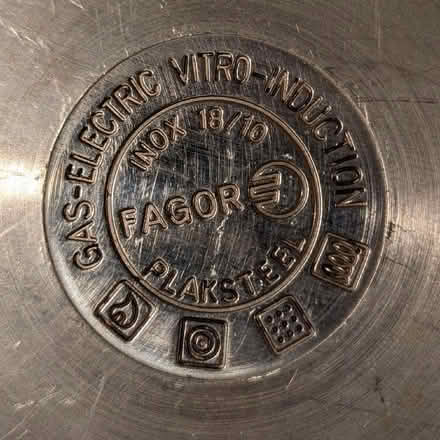 GAS-ELECTRIC VITRO-INDUCTION
INOX 18/10
FAGOR
PLAKSTEEL